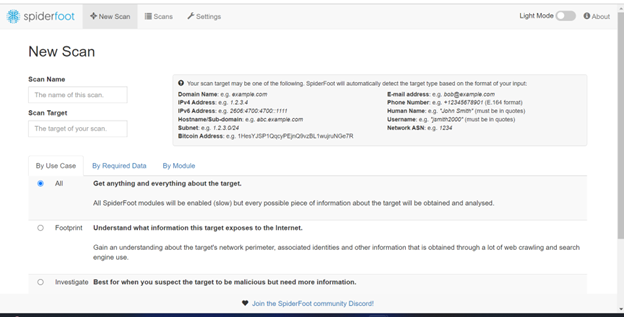 spiderfoot New Scan Scans Settings Light Mode About
New Scan
Scan Name
The name of this scan.
Scan Target
The target of your scan.
Your scan target may be one of the following. SpiderFoot will automatically detect the target type based on the format of your input:
Domain Name: e.g. example.com
IPv4 Address: e.g. 1.2.3.4
IPv6 Address: e.g. 2606:4700:4700::1111
Hostname/Sub-domain: e.g. abc.example.com
Subnet: e.g. 1.2.3.0/24
Bitcoin Address: e.g. 1HesYJSP1QqcyPEjnQ9vzBL1wujruNGe7R
E-mail address: e.g. bob@example.com
Phone Number: e.g. +12345678901 (E.164 format)
Human Name: e.g. "John Smith" (must be in quotes)
Username: e.g. "jsmith2000" (must be in quotes)
Network ASN: e.g. 1234
By Use Case By Required Data By Module
All Get anything and everything about the target.
All SpiderFoot modules will be enabled (slow) but every possible piece of information about the target will be obtained and analysed.
Footprint Understand what information this target exposes to the Internet.
Gain an understanding about the target's network perimeter, associated identities and other information that is obtained through a lot of web crawling and search
engine use.
Investigate Best for when you suspect the target to be malicious but need more information.
Join the SpiderFoot community Discord!